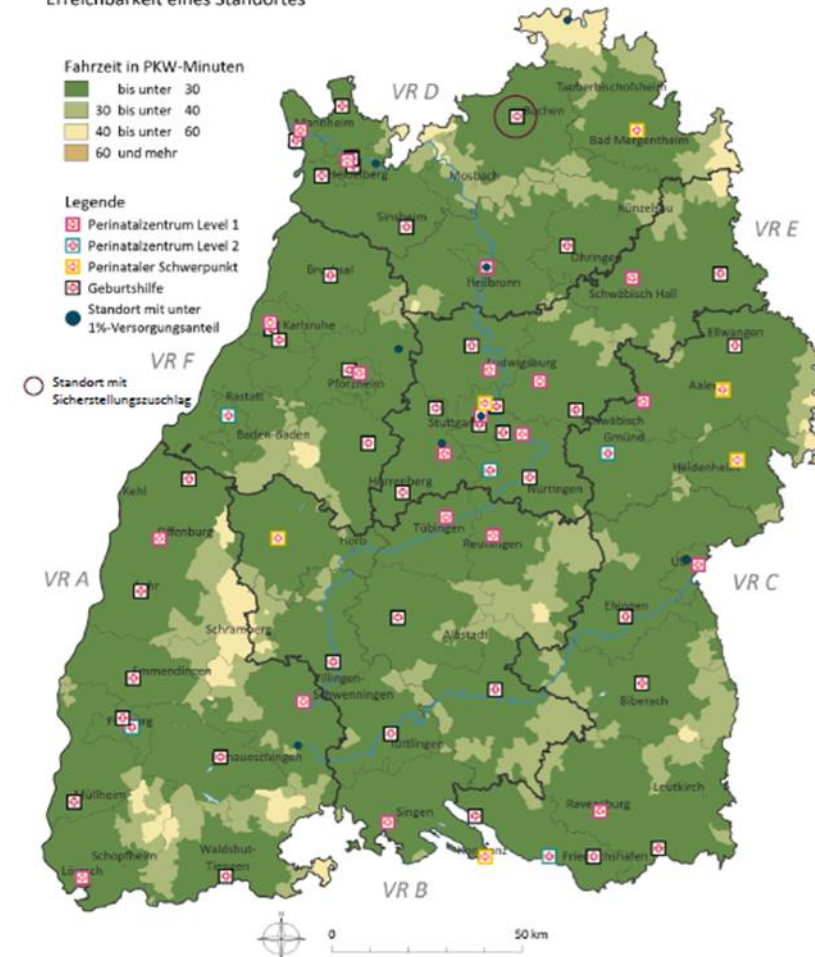 Erreichbarkeit eines Standortes
Fahrzeit in PKW-Minuten
bis unter 30
30 bis unter 40
40 bis unter 60
60 und mehr
Legende
Perinatalzentrum Level 1
Perinatalzentrum Level 2
Perinataler Schwerpunkt
Geburtshilfe
Standort mit unter
1%-Versorgungsanteil
Standort mit
Sicherstellungszuschlag
VR D
VR E
VR F
VR A
VR C
VR B
Tauberbischofsheim
Buchen
Mannheim
Bad Mergentheim
Heidelberg
Mosbach
Künzelsau
Sinsheim
Öhringen
Bruchsal
Heilbronn
Schwäbisch Hall
Karlsruhe
Ellwangen
Ludwigsburg
Pforzheim
Aalen
Rastatt
Stuttgart
Schwäbisch
Gmünd
Baden-Baden
Heidenheim
Herrenberg
Nürtingen
Kehl
Tübingen
Offenburg
Horb
Reutlingen
Ulm
Lahr
Ehingen
Schramberg
Albstadt
Emmendingen
Villingen-
Schwenningen
Biberach
Freiburg
Tuttlingen
Donaueschingen
Leutkirch
Müllheim
Singen
Ravensburg
Schopfheim
Waldshut-
Tiengen
Konstanz
Friedrichshafen
Lörrach
N
0
50 km